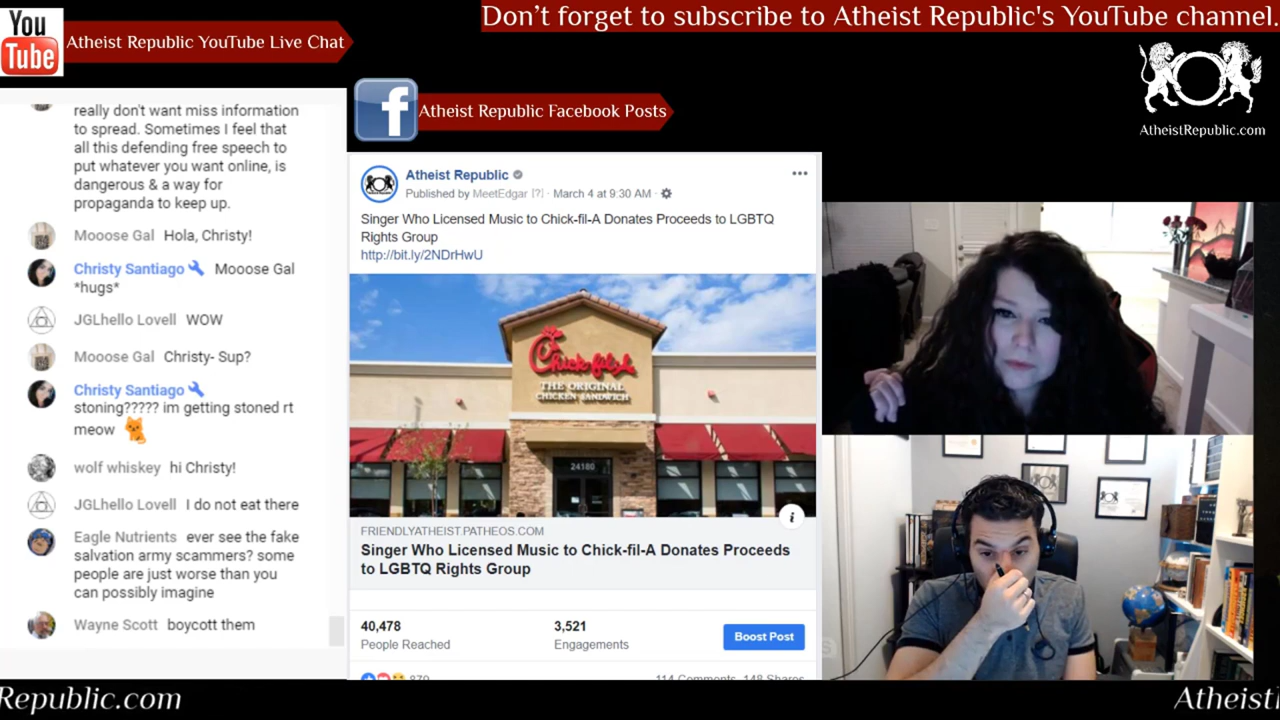 Don't forget to subscribe to Atheist Republic's YouTube channel.
You
Tube
Atheist Republic YouTube Live Chat
AtheistRepublic.com
Atheist Republic Facebook Posts
really don't want miss information
to spread. Sometimes I feel that
all this defending free speech to
put whatever you want online, is
dangerous & a way for
propaganda to keep up.
Mooose Gal Hola, Christy!
Christy Santiago Mooose Gal
*hugs*
JGLhello Lovell WOW
Mooose Gal Christy- Sup?
Christy Santiago
stoning????? im getting stoned rt
meow
wolf whiskey hi Christy!
JGLhello Lovell I do not eat there
Eagle Nutrients ever see the fake
salvation army scammers? some
people are just worse than you
can possibly imagine
Wayne Scott boycott them
Atheist Republic
Published by MeetEdgar [?] · March 4 at 9:30 AM ·
Singer Who Licensed Music to Chick-fil-A Donates Proceeds to LGBTQ
Rights Group
http://bit.ly/2NDrHwU
Chick-fil-A
THE ORIGINAL
CHICKEN SANDWICH
24180
FRIENDLYATHEIST.PATHEOS.COM
Singer Who Licensed Music to Chick-fil-A Donates Proceeds
to LGBTQ Rights Group
40,478
People Reached
3,521
Engagements
Boost Post
879
114 Comments 148 Shares
Republic.com
Atheist